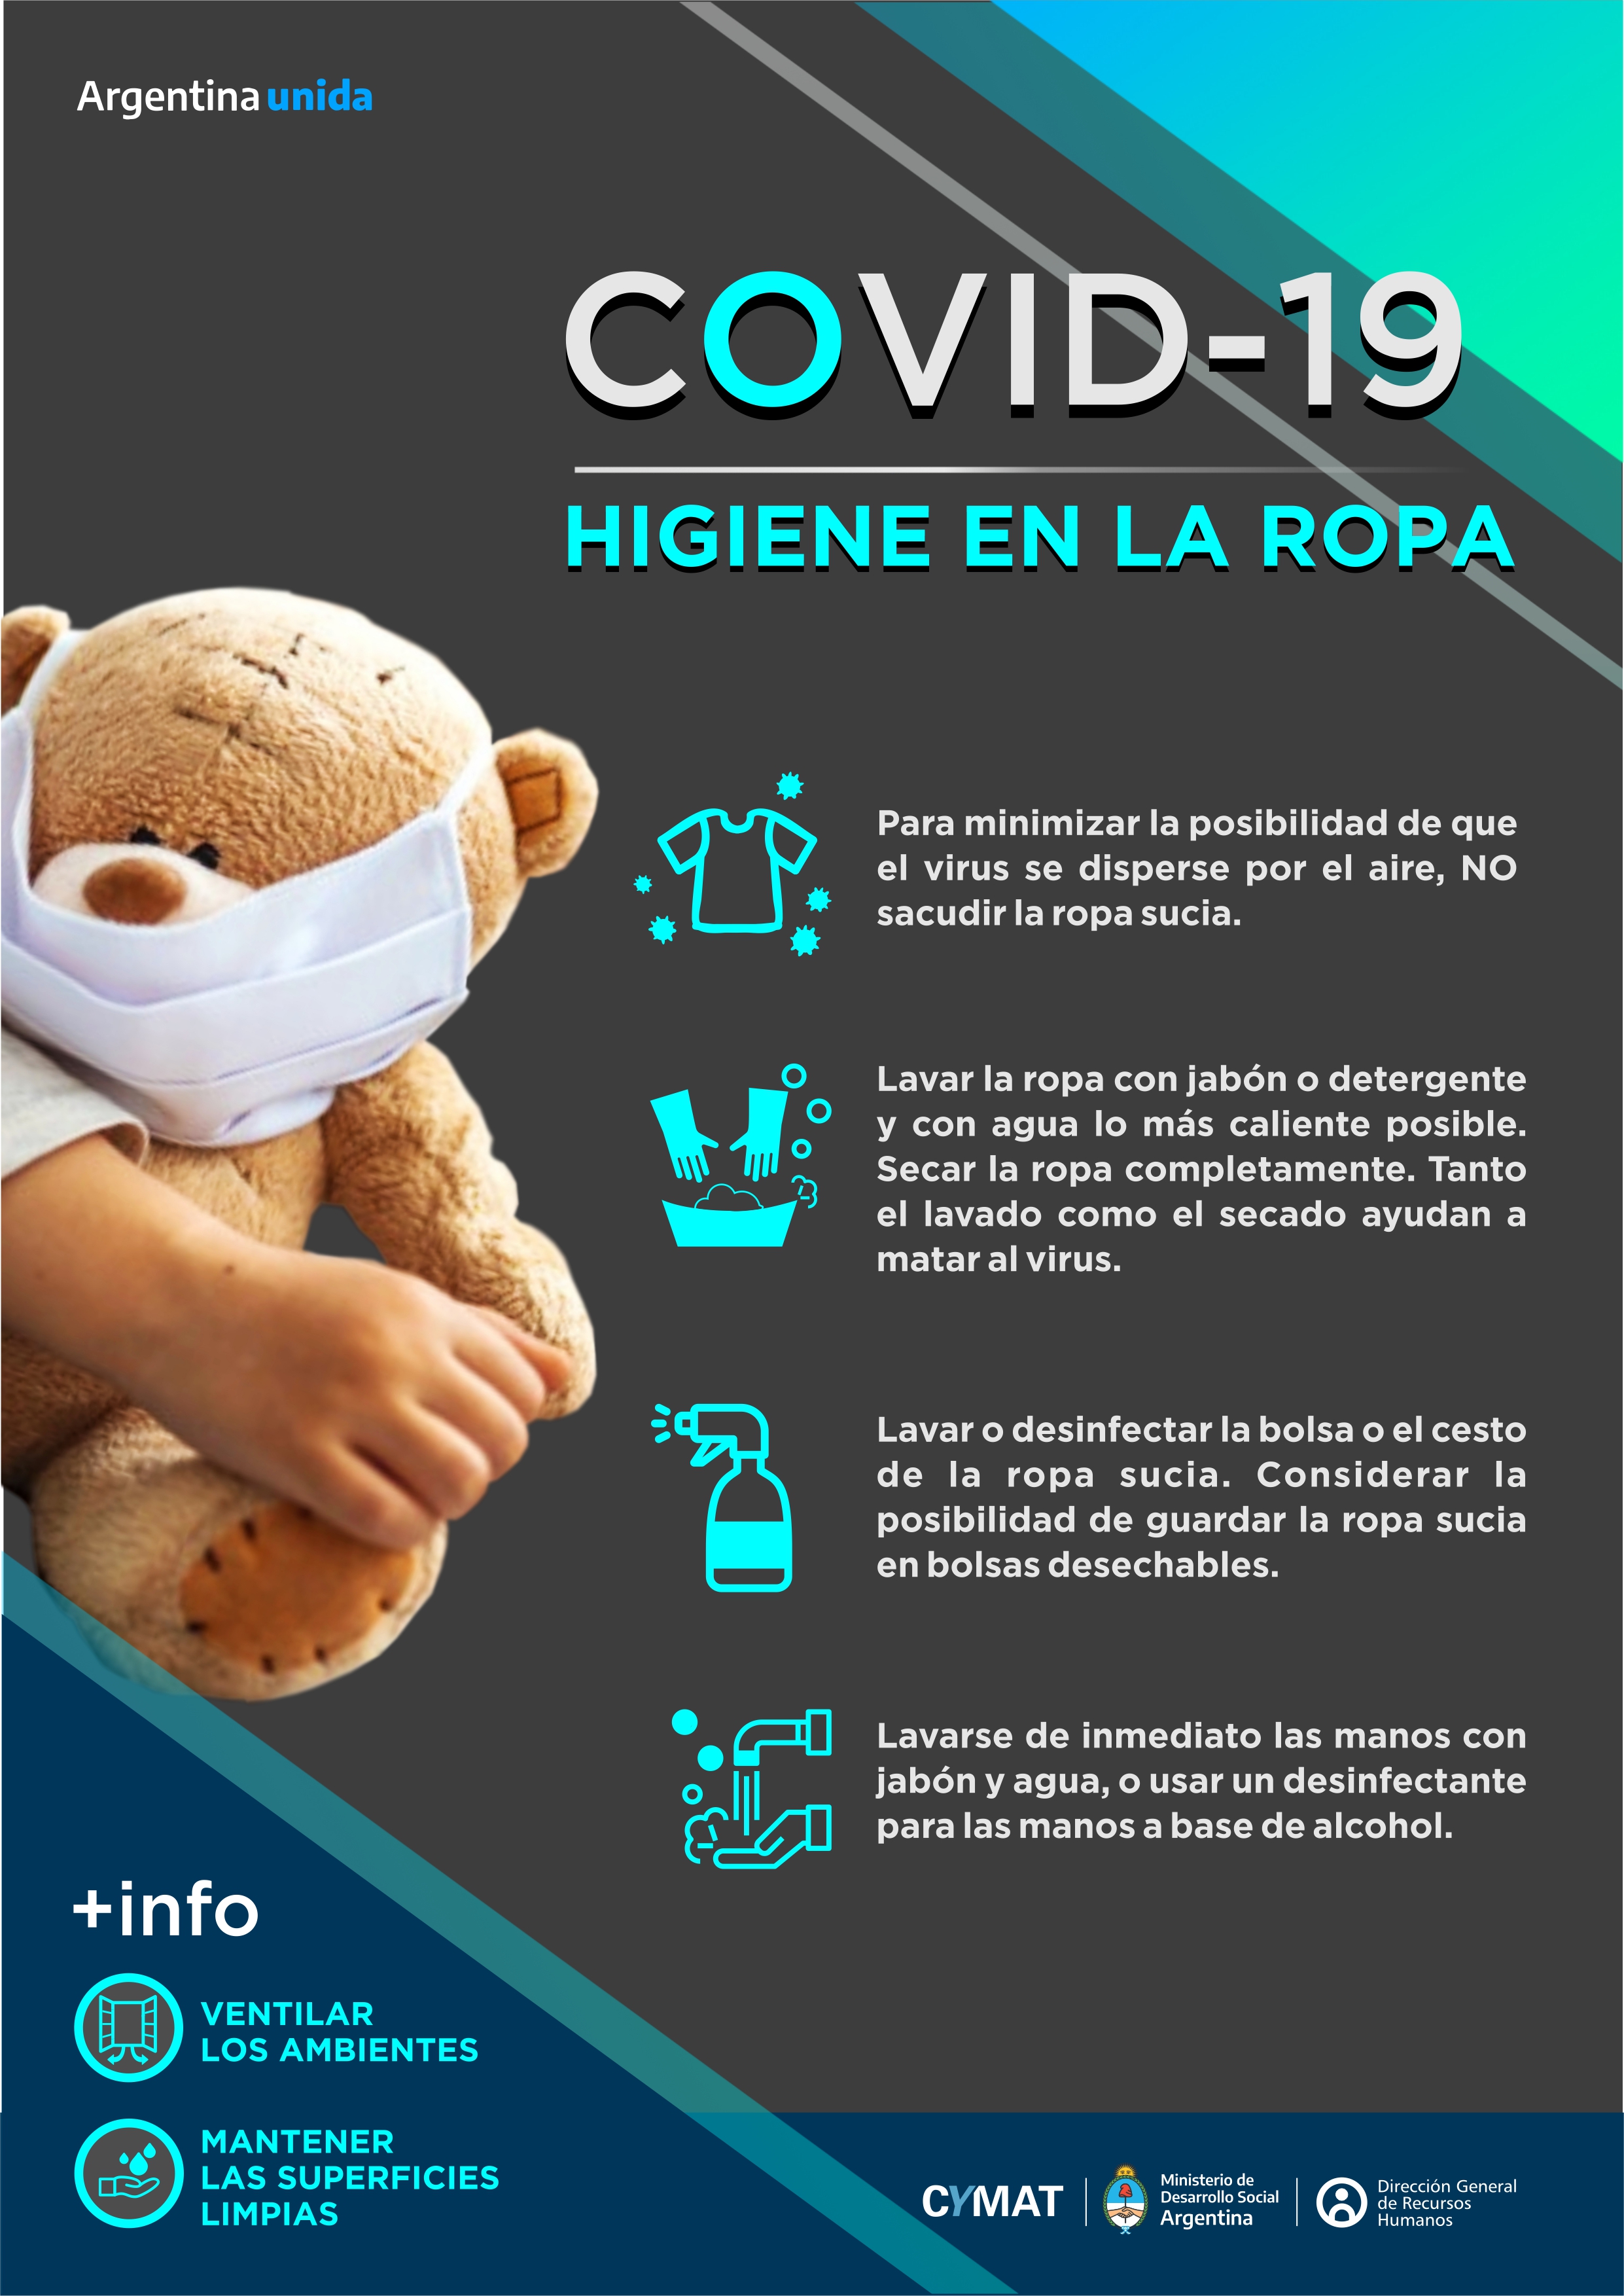 Argentina unida
COVID-19
HIGIENE EN LA ROPA
Para minimizar la posibilidad de que
el virus se disperse por el aire, NO
sacudir la ropa sucia.
Lavar la ropa con jabón o detergente
y con agua lo más caliente posible.
Secar la ropa completamente. Tanto
el lavado como el secado ayudan a
matar al virus.
Lavar o desinfectar la bolsa o el cesto
de la ropa sucia. Considerar la
posibilidad de guardar la ropa sucia
en bolsas desechables.
Lavarse de inmediato las manos con
jabón y agua, o usar un desinfectante
para las manos a base de alcohol.
+info
VENTILAR
LOS AMBIENTES
MANTENER
LAS SUPERFICIES
LIMPIAS
CYMAT
Ministerio de
Desarrollo Social
Argentina
Dirección General
de Recursos
Humanos